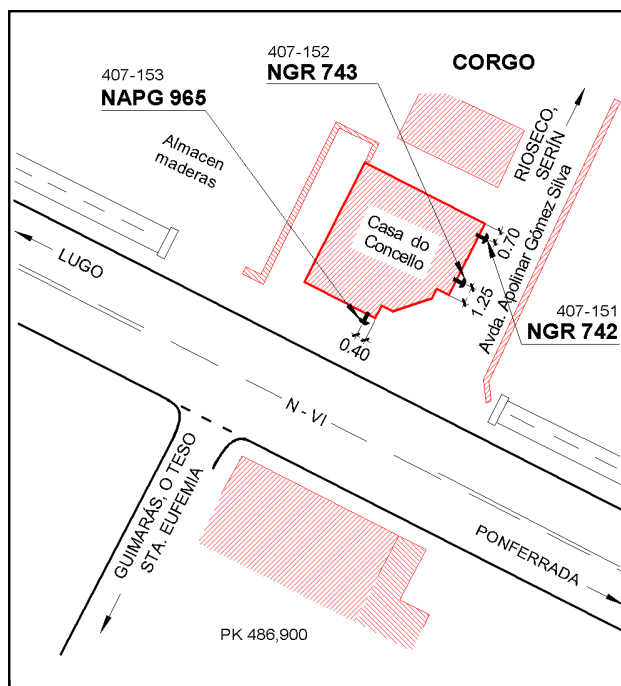 407-152
NGR 743
CORGO
407-153
NAPG 965
Almacen
maderas
RIOSECO,
SERÍN
Avda. Apolinar Gómez Silva
Casa do
Concello
0.70
1.25
407-151
NGR 742
0.40
LUGO
N - VI
GUIMARÁS, O TESO
STA. EUFEMIA
PONFERRADA
PK 486,900